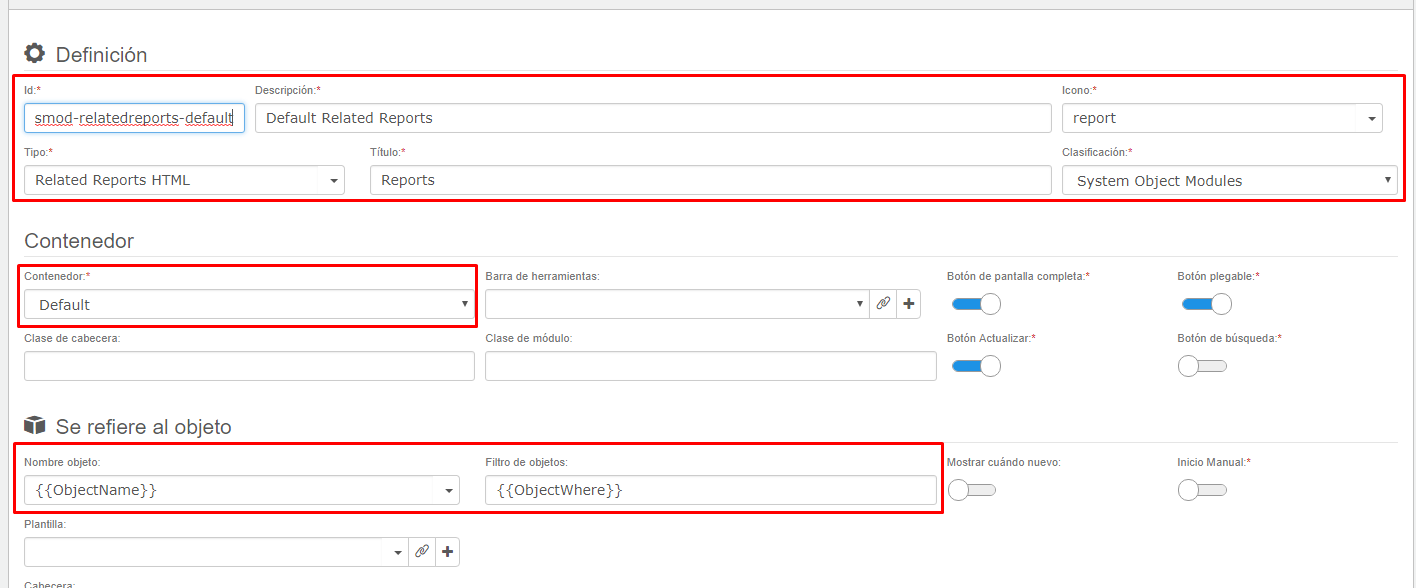 Definición
Id:* Descripción:* Icono:*
smod-relatedreports-default Default Related Reports report
Tipo:* Título:* Clasificación:*
Related Reports HTML Reports System Object Modules
Contenedor
Contenedor:* Barra de herramientas: Botón de pantalla completa:* Botón plegable:*
Default
Clase de cabecera: Clase de módulo: Botón Actualizar:* Botón de búsqueda:*
Se refiere al objeto
Nombre objeto: Filtro de objetos: Mostrar cuándo nuevo: Inicio Manual:*
{{ObjectName}} {{ObjectWhere}}
Plantilla:
Cabecera: